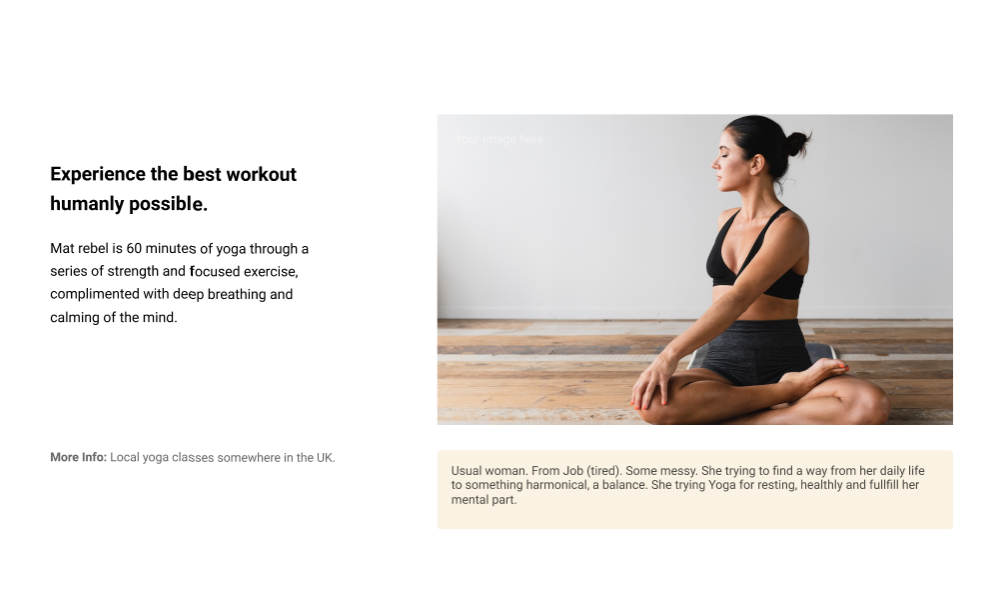 Experience the best workout
humanly possible.
Mat rebel is 60 minutes of yoga through a
series of strength and focused exercise,
complimented with deep breathing and
calming of the mind.
More Info: Local yoga classes somewhere in the UK.
Your image here
Usual woman. From Job (tired). Some messy. She trying to find a way from her daily life
to something harmonical, a balance. She trying Yoga for resting, healthly and fullfill her
mental part.